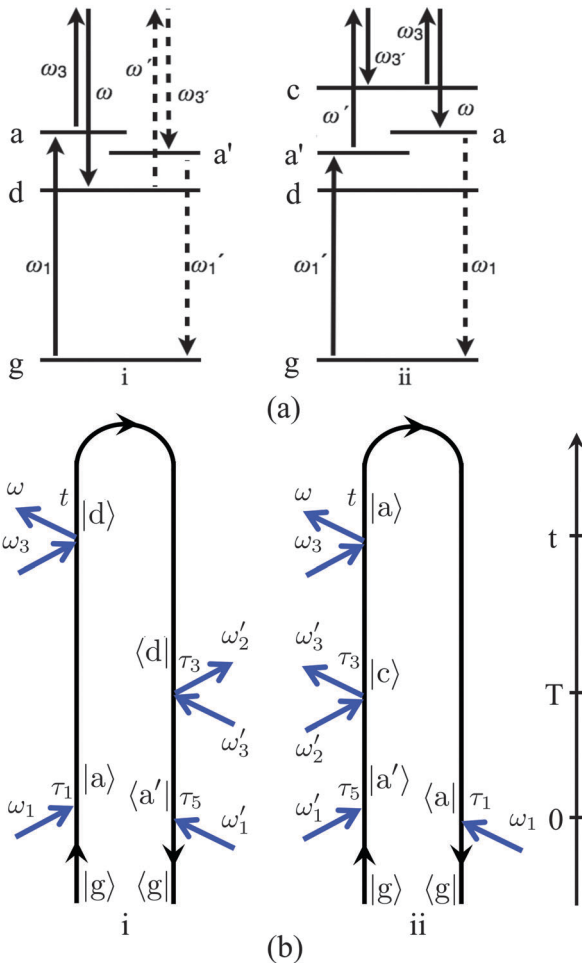 ω₃ ω ω´ ω₃´
a
a'
d
ω₁ ω₁´
g
i
ω₃´ ω₃
c
ω´ ω
a
a'
d
ω₁´ ω₁
g
ii
(a)
ω t |d⟩
ω₃
⟨d| τ₃ ω′₂
ω′₃
τ₁ |a⟩ ⟨a′| τ₅
ω₁ ω′₁
|g⟩ ⟨g|
i
ω t |a⟩
ω₃
ω′₃ τ₃ |c⟩
ω′₂
τ₅ |a′⟩ ⟨a| τ₁
ω′₁ ω₁
|g⟩ ⟨g|
ii
t
T
0
(b)